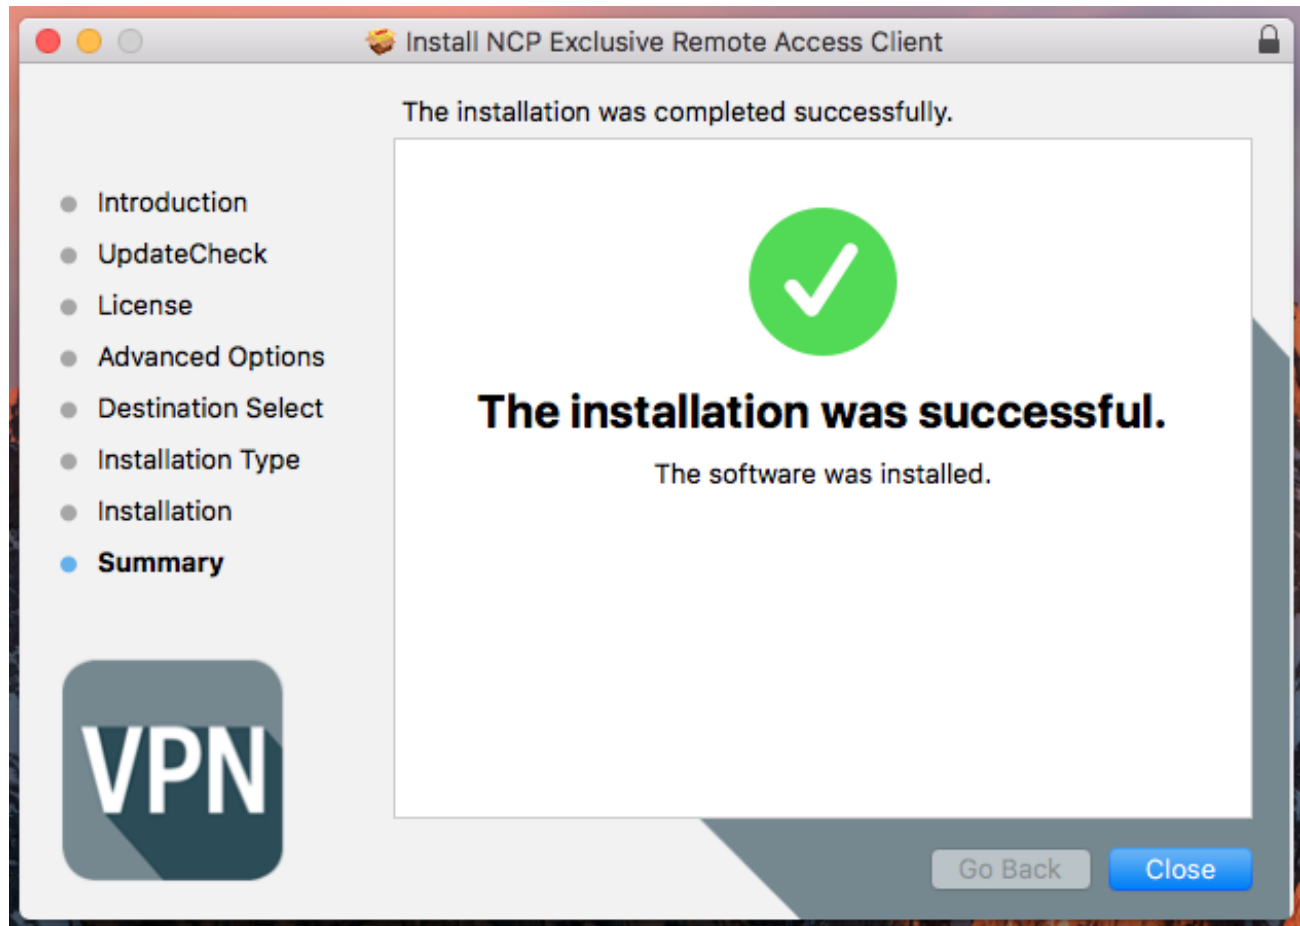 Install NCP Exclusive Remote Access Client
The installation was completed successfully.
Introduction
UpdateCheck
License
Advanced Options
Destination Select
Installation Type
Installation
Summary
The installation was successful.
The software was installed.
VPN
Go Back
Close